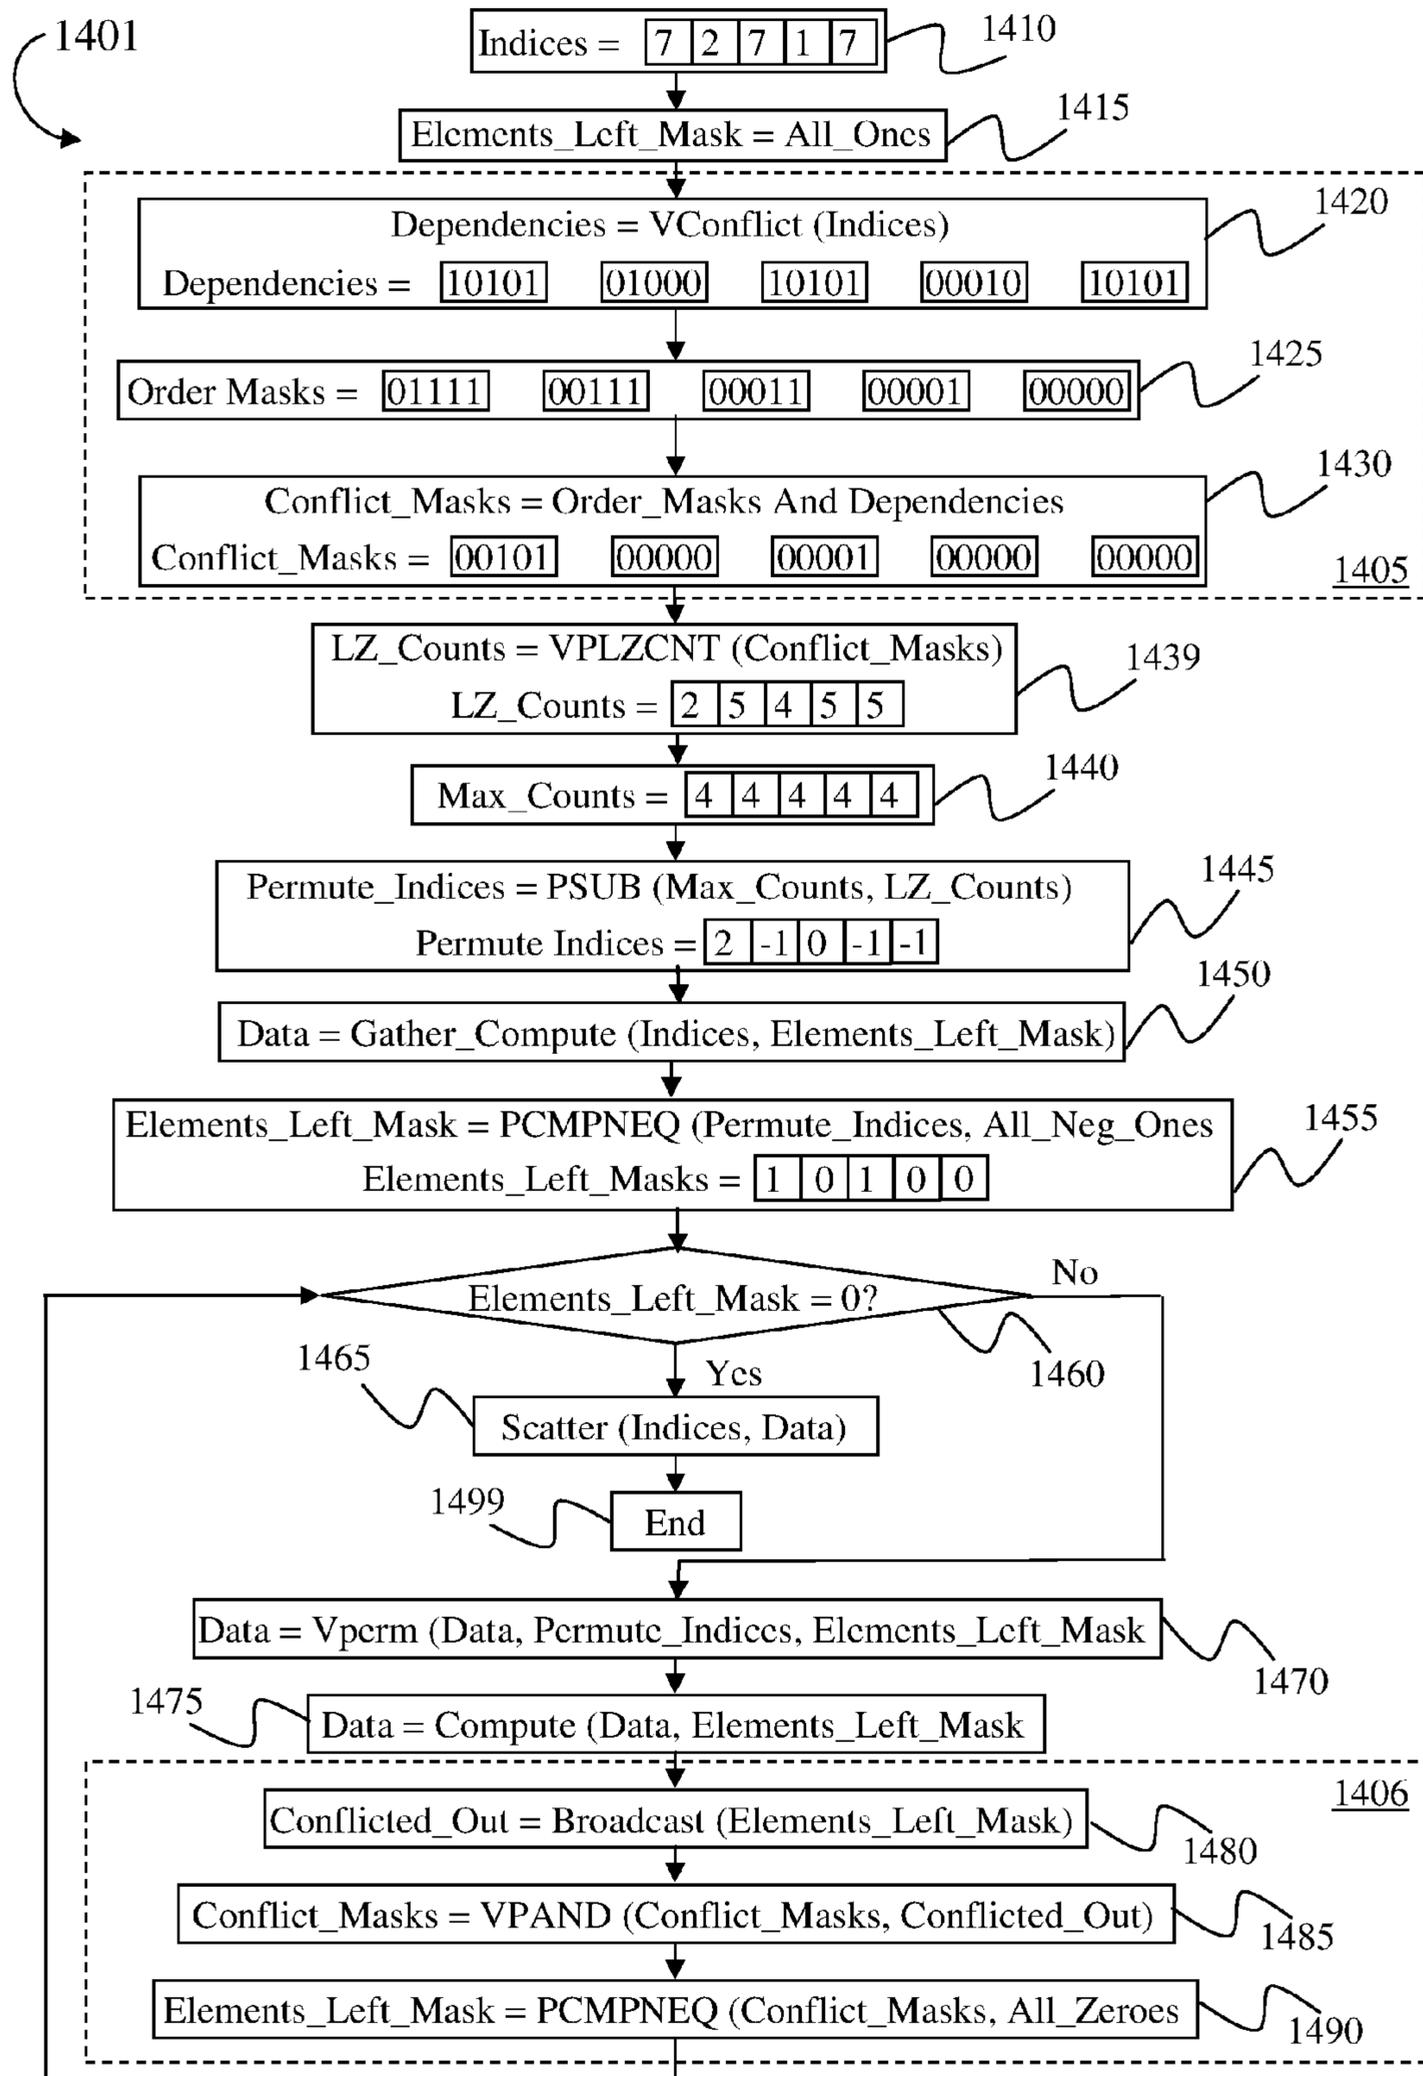 1401
Indices = 7 2 7 1 7
1410
Elements_Left_Mask = All_Ones
1415
Dependencies = VConflict (Indices)
1420
Dependencies = 10101 01000 10101 00010 10101
Order Masks = 01111 00111 00011 00001 00000
1425
Conflict_Masks = Order_Masks And Dependencies
1430
Conflict_Masks = 00101 00000 00001 00000 00000
1405
LZ_Counts = VPLZCNT (Conflict_Masks)
1439
LZ_Counts = 2 5 4 5 5
Max_Counts = 4 4 4 4 4
1440
Permute_Indices = PSUB (Max_Counts, LZ_Counts)
1445
Permute Indices = 2 -1 0 -1 -1
Data = Gather_Compute (Indices, Elements_Left_Mask)
1450
Elements_Left_Mask = PCMPNEQ (Permute_Indices, All_Neg_Ones
1455
Elements_Left_Masks = 1 0 1 0 0
Elements_Left_Mask = 0?
No
1460
Yes
1465
Scatter (Indices, Data)
1499
End
Data = Vperm (Data, Permute_Indices, Elements_Left_Mask
1470
1475
Data = Compute (Data, Elements_Left_Mask
1406
Conflicted_Out = Broadcast (Elements_Left_Mask)
1480
Conflict_Masks = VPAND (Conflict_Masks, Conflicted_Out)
1485
Elements_Left_Mask = PCMPNEQ (Conflict_Masks, All_Zeroes
1490